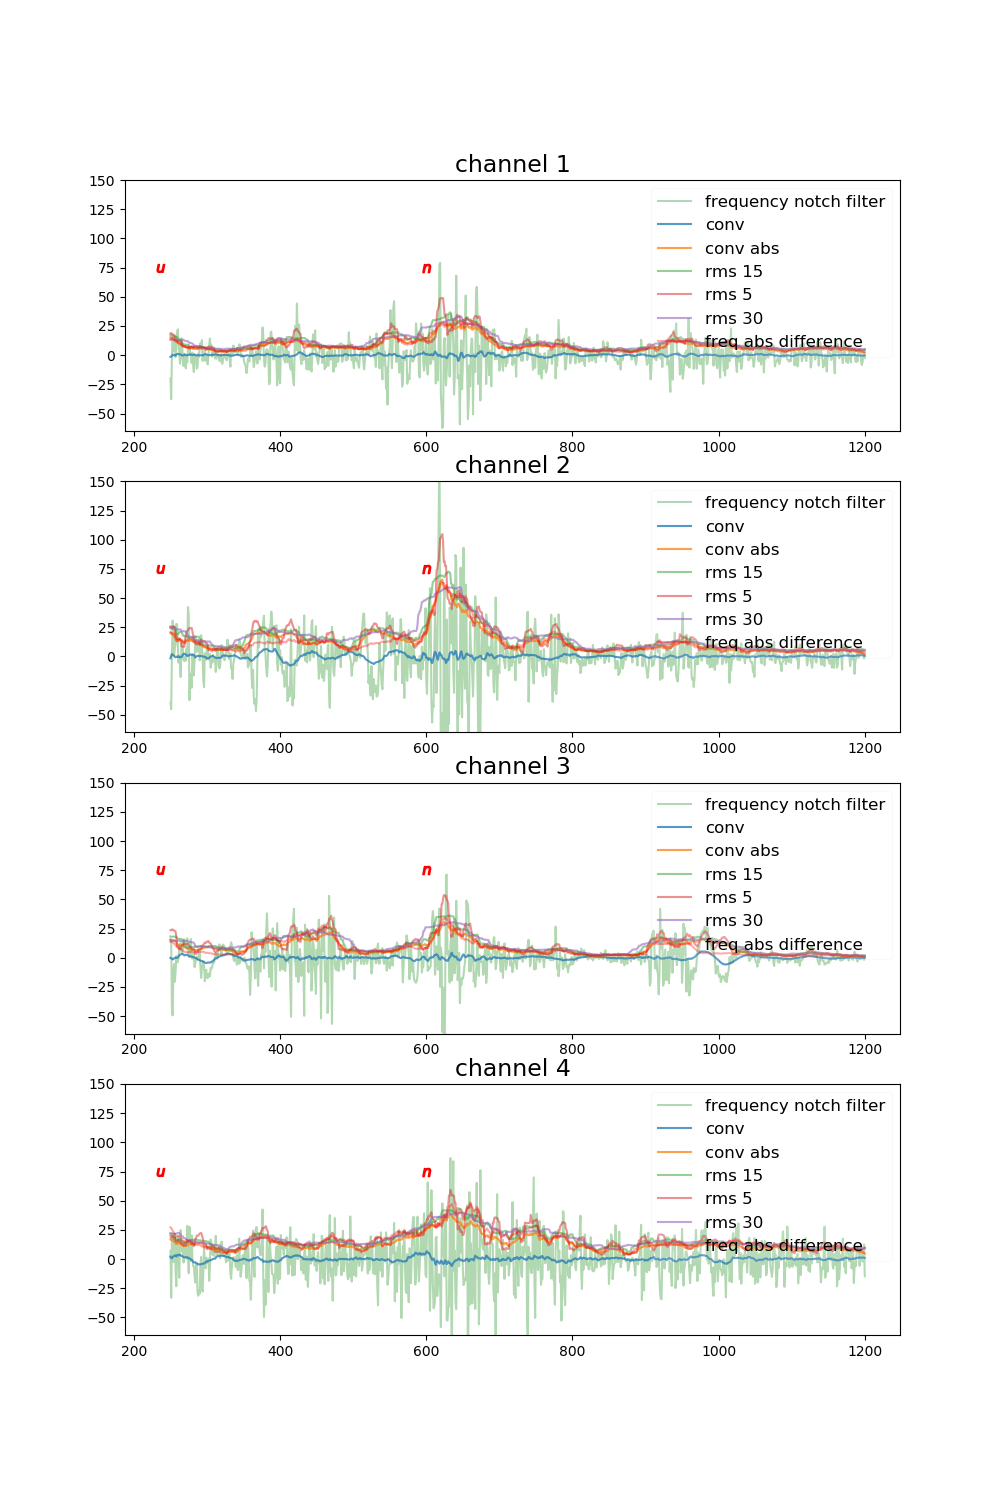 channel 1
150
125
100
75
50
25
0
−25
−50
u
n
frequency notch filter
conv
conv abs
rms 15
rms 5
rms 30
freq abs difference
200 400 600 800 1000 1200
channel 2
150
125
100
75
50
25
0
−25
−50
u
n
frequency notch filter
conv
conv abs
rms 15
rms 5
rms 30
freq abs difference
200 400 600 800 1000 1200
channel 3
150
125
100
75
50
25
0
−25
−50
u
n
frequency notch filter
conv
conv abs
rms 15
rms 5
rms 30
freq abs difference
200 400 600 800 1000 1200
channel 4
150
125
100
75
50
25
0
−25
−50
u
n
frequency notch filter
conv
conv abs
rms 15
rms 5
rms 30
freq abs difference
200 400 600 800 1000 1200